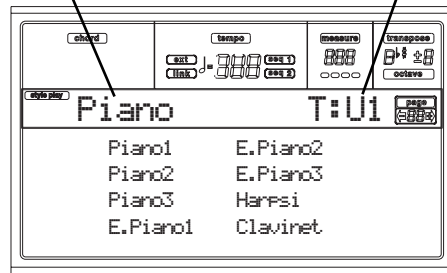 chord tempo measure transpose
ext seq 1
link seq 2
octave
style play Piano T:U1 page
Piano1 E.Piano2
Piano2 E.Piano3
Piano3 Harpsi
E.Piano1 Clavinet